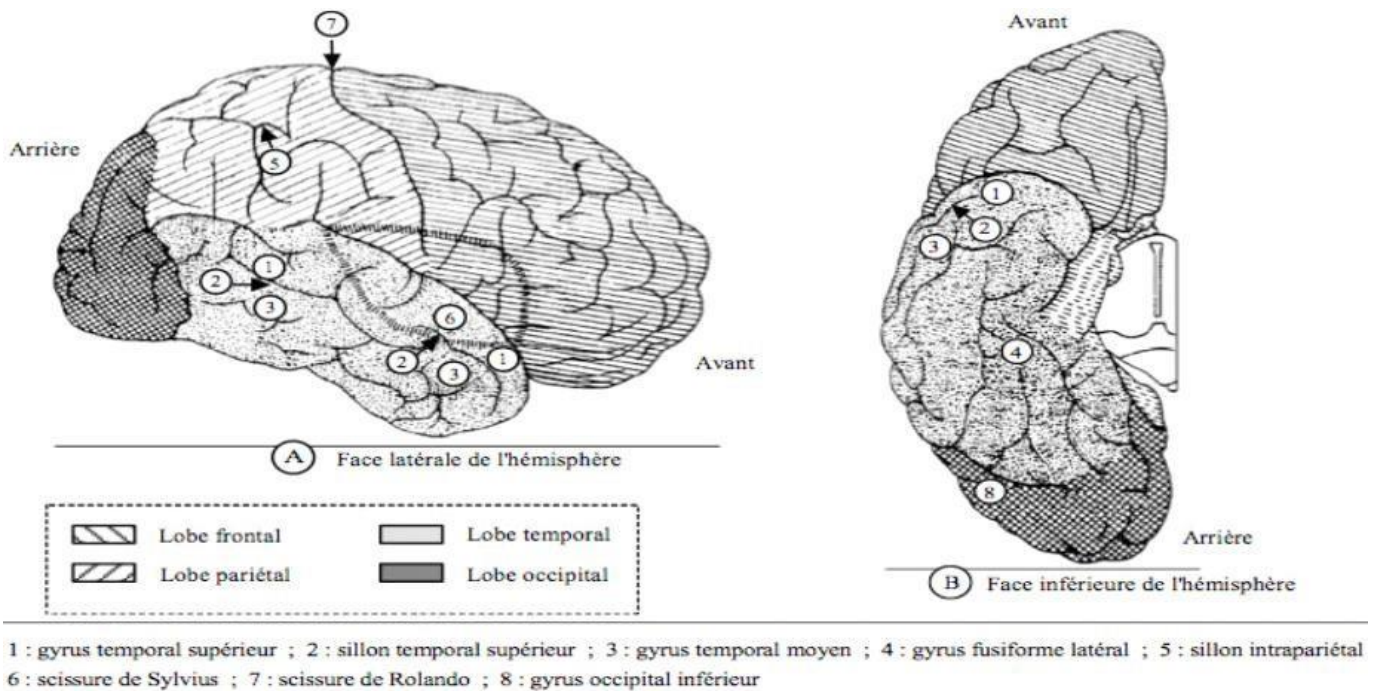 7
Avant
Arrière
5
1
2
3
6
2
3
1
Avant
A Face latérale de l'hémisphère
1
2
3
4
8
Arrière
B Face inférieure de l'hémisphère
Lobe frontal
Lobe temporal
Lobe pariétal
Lobe occipital
1 : gyrus temporal supérieur ; 2 : sillon temporal supérieur ; 3 : gyrus temporal moyen ; 4 : gyrus fusiforme latéral ; 5 : sillon intrapariétal
6 : scissure de Sylvius ; 7 : scissure de Rolando ; 8 : gyrus occipital inférieur